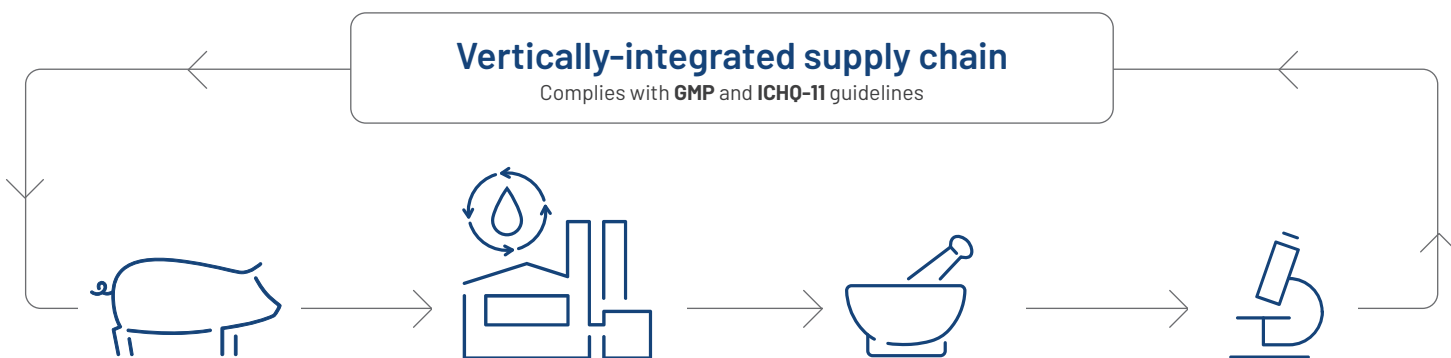 Vertically-integrated supply chain
Complies with GMP and ICHQ-11 guidelines